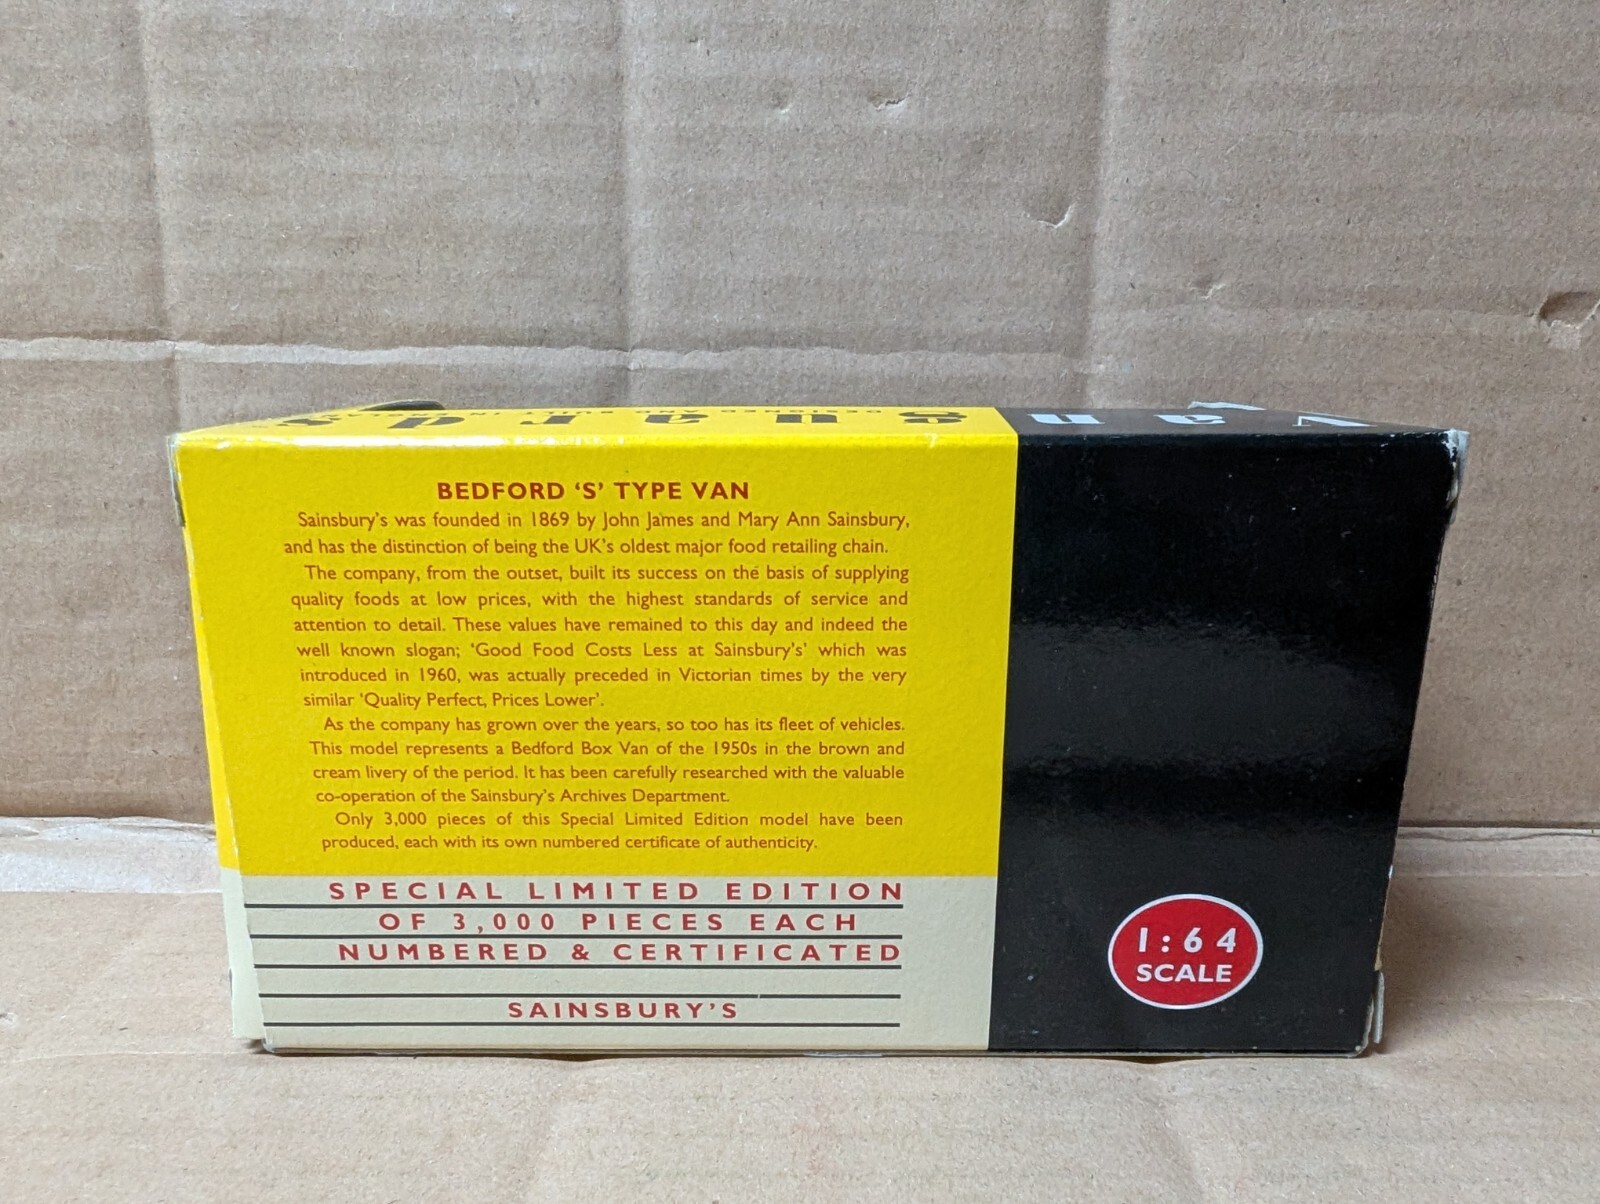 Vanguards
DESIGNED AND BUILT IN ENGLAND
BEDFORD ‘S’ TYPE VAN
Sainsbury's was founded in 1869 by John James and Mary Ann Sainsbury,
and has the distinction of being the UK's oldest major food retailing chain.
The company, from the outset, built its success on the basis of supplying
quality foods at low prices, with the highest standards of service and
attention to detail. These values have remained to this day and indeed the
well known slogan; ‘Good Food Costs Less at Sainsbury's’ which was
introduced in 1960, was actually preceded in Victorian times by the very
similar ‘Quality Perfect, Prices Lower’.
As the company has grown over the years, so too has its fleet of vehicles.
This model represents a Bedford Box Van of the 1950s in the brown and
cream livery of the period. It has been carefully researched with the valuable
co-operation of the Sainsbury's Archives Department.
Only 3,000 pieces of this Special Limited Edition model have been
produced, each with its own numbered certificate of authenticity.
SPECIAL LIMITED EDITION
OF 3,000 PIECES EACH
NUMBERED & CERTIFICATED
SAINSBURY'S
1:64
SCALE